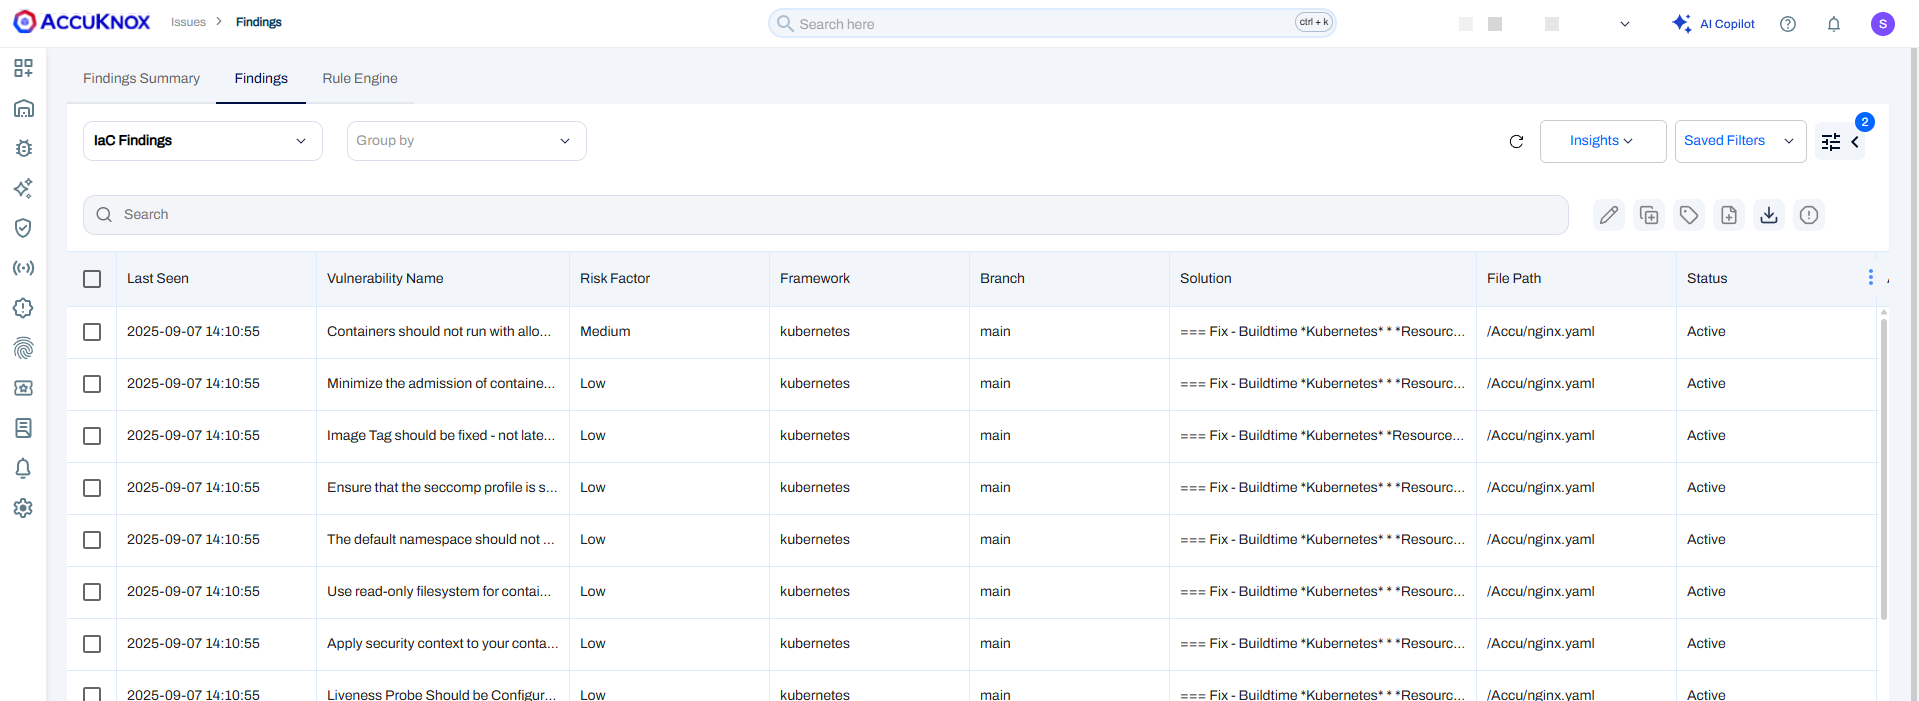 ACCUKNOX
Issues > Findings
Search here
ctrl + k
AI Copilot
S
Findings Summary
Findings
Rule Engine
IaC Findings
Group by
Insights
Saved Filters
2
Search
Last Seen Vulnerability Name Risk Factor Framework Branch Solution File Path Status
2025-09-07 14:10:55 Containers should not run with allo... Medium kubernetes main === Fix - Buildtime *Kubernetes* * *Resourc... /Accu/nginx.yaml Active
2025-09-07 14:10:55 Minimize the admission of containe... Low kubernetes main === Fix - Buildtime *Kubernetes* * *Resourc... /Accu/nginx.yaml Active
2025-09-07 14:10:55 Image Tag should be fixed - not late... Low kubernetes main === Fix - Buildtime *Kubernetes* *Resource... /Accu/nginx.yaml Active
2025-09-07 14:10:55 Ensure that the seccomp profile is s... Low kubernetes main === Fix - Buildtime *Kubernetes* * *Resourc... /Accu/nginx.yaml Active
2025-09-07 14:10:55 The default namespace should not ... Low kubernetes main === Fix - Buildtime *Kubernetes* * *Resourc... /Accu/nginx.yaml Active
2025-09-07 14:10:55 Use read-only filesystem for contai... Low kubernetes main === Fix - Buildtime *Kubernetes* * *Resourc... /Accu/nginx.yaml Active
2025-09-07 14:10:55 Apply security context to your conta... Low kubernetes main === Fix - Buildtime *Kubernetes* * *Resourc... /Accu/nginx.yaml Active
2025-09-07 14:10:55 Liveness Probe Should be Configur... Low kubernetes main === Fix - Buildtime *Kubernetes* * *Resourc... /Accu/nginx.yaml Active